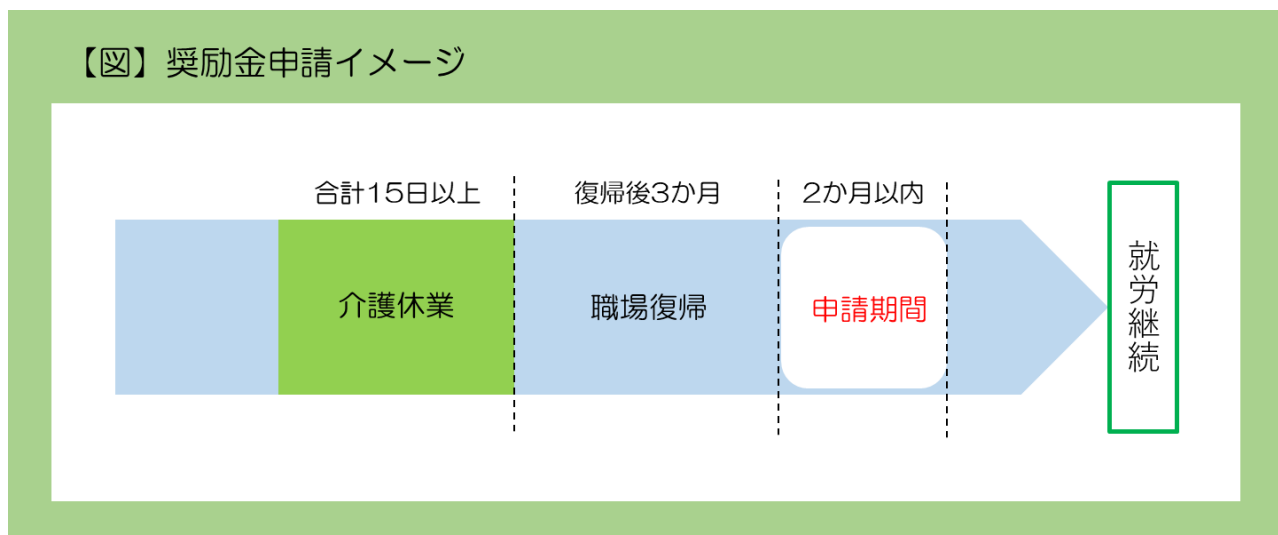 【図】奨励金申請イメージ
合計15日以上
復帰後3か月
2か月以内
介護休業
職場復帰
申請期間
就労継続